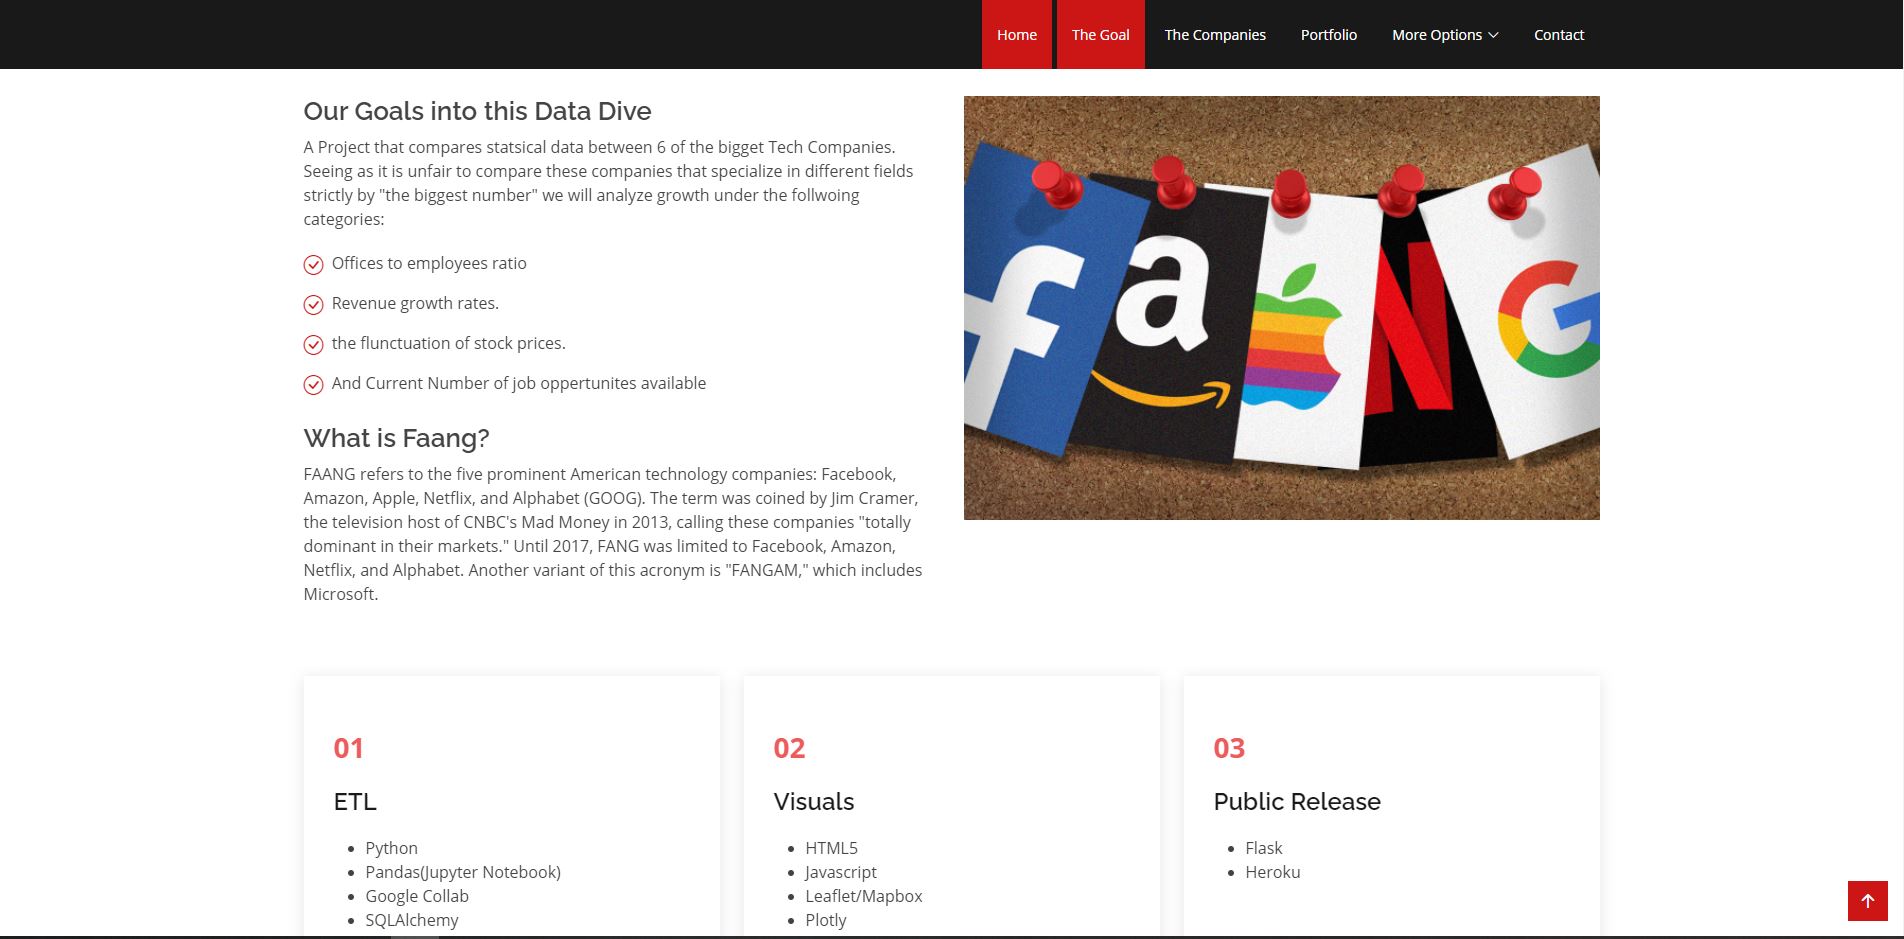 Home The Goal The Companies Portfolio More Options Contact
Our Goals into this Data Dive
A Project that compares statsical data between 6 of the bigget Tech Companies.
Seeing as it is unfair to compare these companies that specialize in different fields
strictly by "the biggest number" we will analyze growth under the follwoing
categories:
Offices to employees ratio
Revenue growth rates.
the flunctuation of stock prices.
And Current Number of job oppertunites available
What is Faang?
FAANG refers to the five prominent American technology companies: Facebook,
Amazon, Apple, Netflix, and Alphabet (GOOG). The term was coined by Jim Cramer,
the television host of CNBC's Mad Money in 2013, calling these companies "totally
dominant in their markets." Until 2017, FANG was limited to Facebook, Amazon,
Netflix, and Alphabet. Another variant of this acronym is "FANGAM," which includes
Microsoft.
f a N G
01
ETL
Python
Pandas(Jupyter Notebook)
Google Collab
SQLAlchemy
02
Visuals
HTML5
Javascript
Leaflet/Mapbox
Plotly
03
Public Release
Flask
Heroku